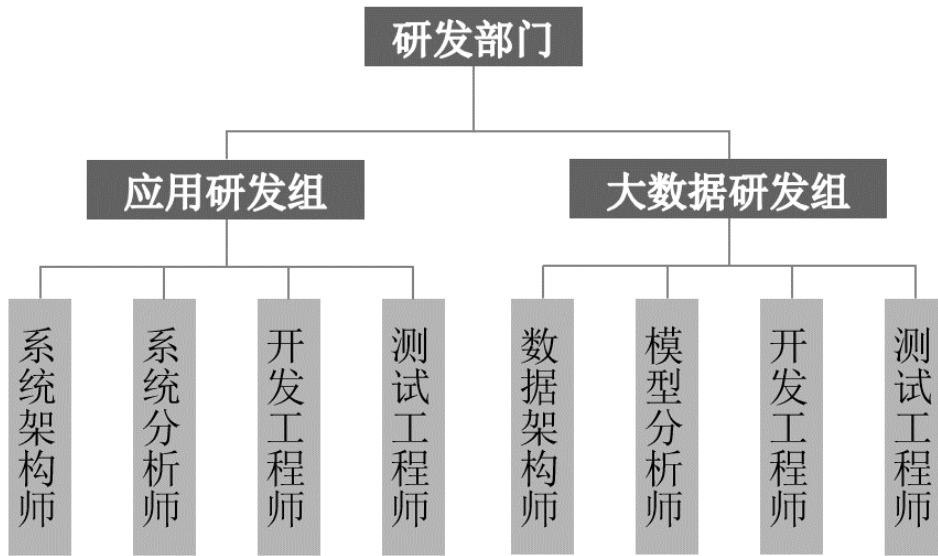 研发部门
应用研发组
大数据研发组
系统架构师
系统分析师
开发工程师
测试工程师
数据架构师
模型分析师
开发工程师
测试工程师